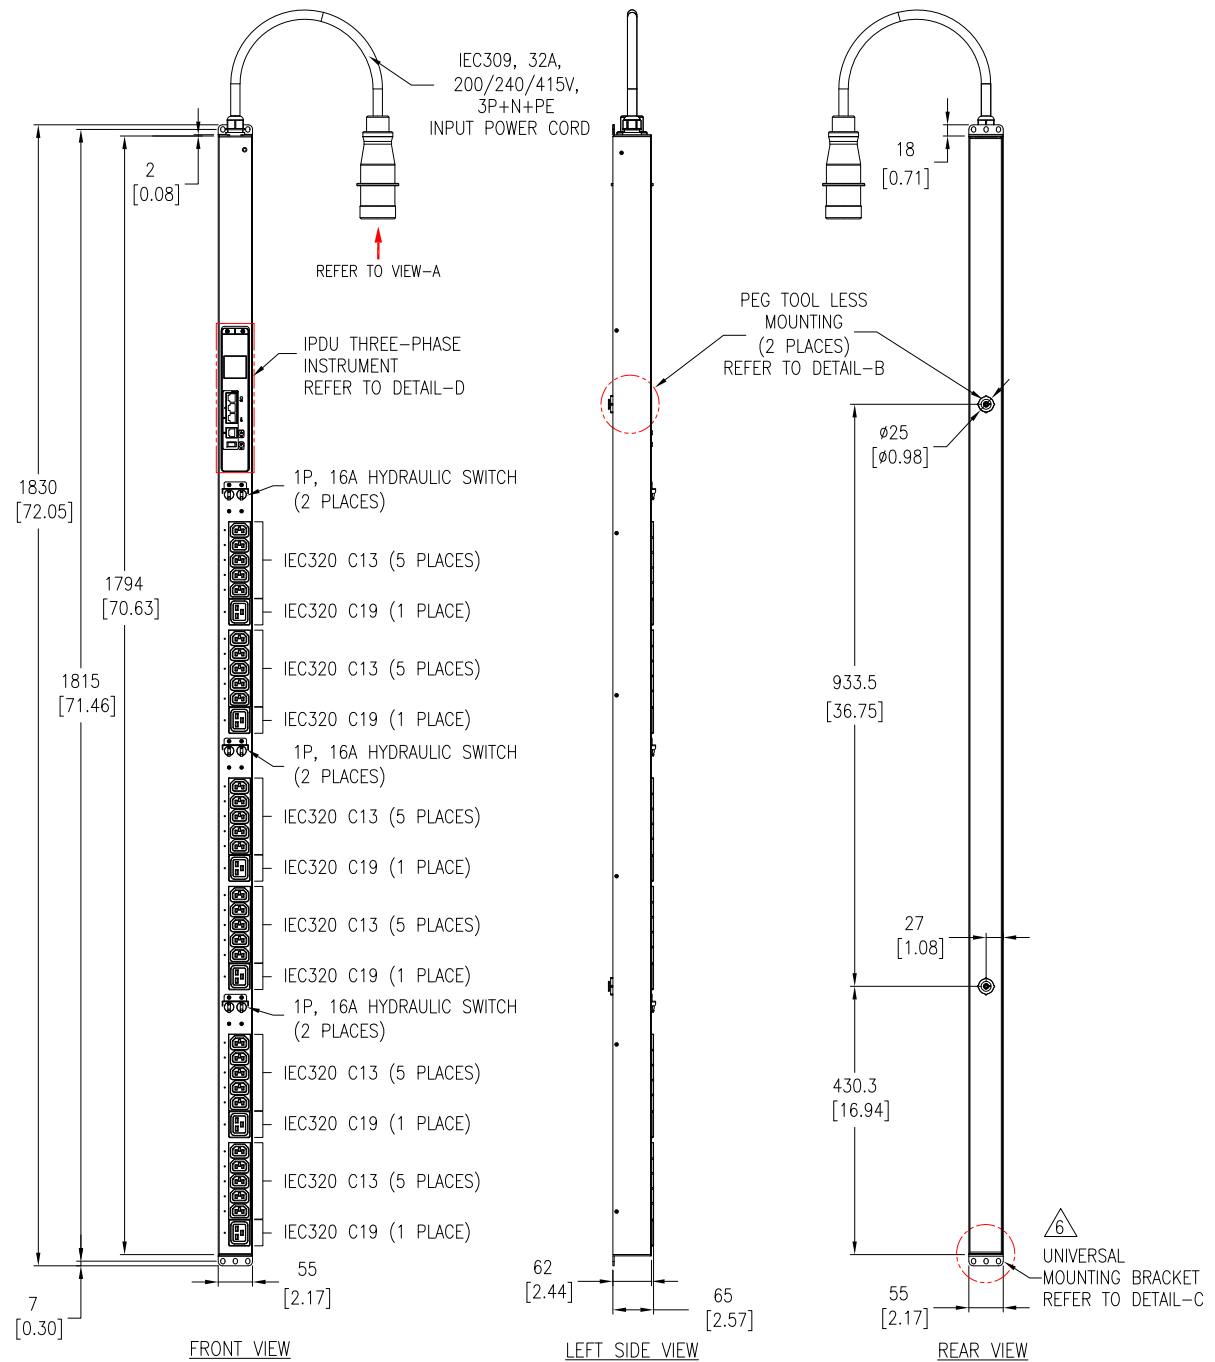 IEC309, 32A,
200/240/415V,
3P+N+PE
INPUT POWER CORD
2
[0.08]
18
[0.71]
REFER TO VIEW-A
PEG TOOL LESS
MOUNTING
(2 PLACES)
REFER TO DETAIL-B
IPDU THREE-PHASE
INSTRUMENT
REFER TO DETAIL-D
ø25
[ø0.98]
1P, 16A HYDRAULIC SWITCH
(2 PLACES)
1830
[72.05]
IEC320 C13 (5 PLACES)
1794
[70.63]
IEC320 C19 (1 PLACE)
IEC320 C13 (5 PLACES)
1815
[71.46]
933.5
[36.75]
IEC320 C19 (1 PLACE)
1P, 16A HYDRAULIC SWITCH
(2 PLACES)
IEC320 C13 (5 PLACES)
IEC320 C19 (1 PLACE)
IEC320 C13 (5 PLACES)
27
[1.08]
IEC320 C19 (1 PLACE)
1P, 16A HYDRAULIC SWITCH
(2 PLACES)
IEC320 C13 (5 PLACES)
430.3
[16.94]
IEC320 C19 (1 PLACE)
IEC320 C13 (5 PLACES)
IEC320 C19 (1 PLACE)
6
UNIVERSAL
MOUNTING BRACKET
REFER TO DETAIL-C
55
[2.17]
62
[2.44]
65
[2.57]
55
[2.17]
7
[0.30]
FRONT VIEW
LEFT SIDE VIEW
REAR VIEW